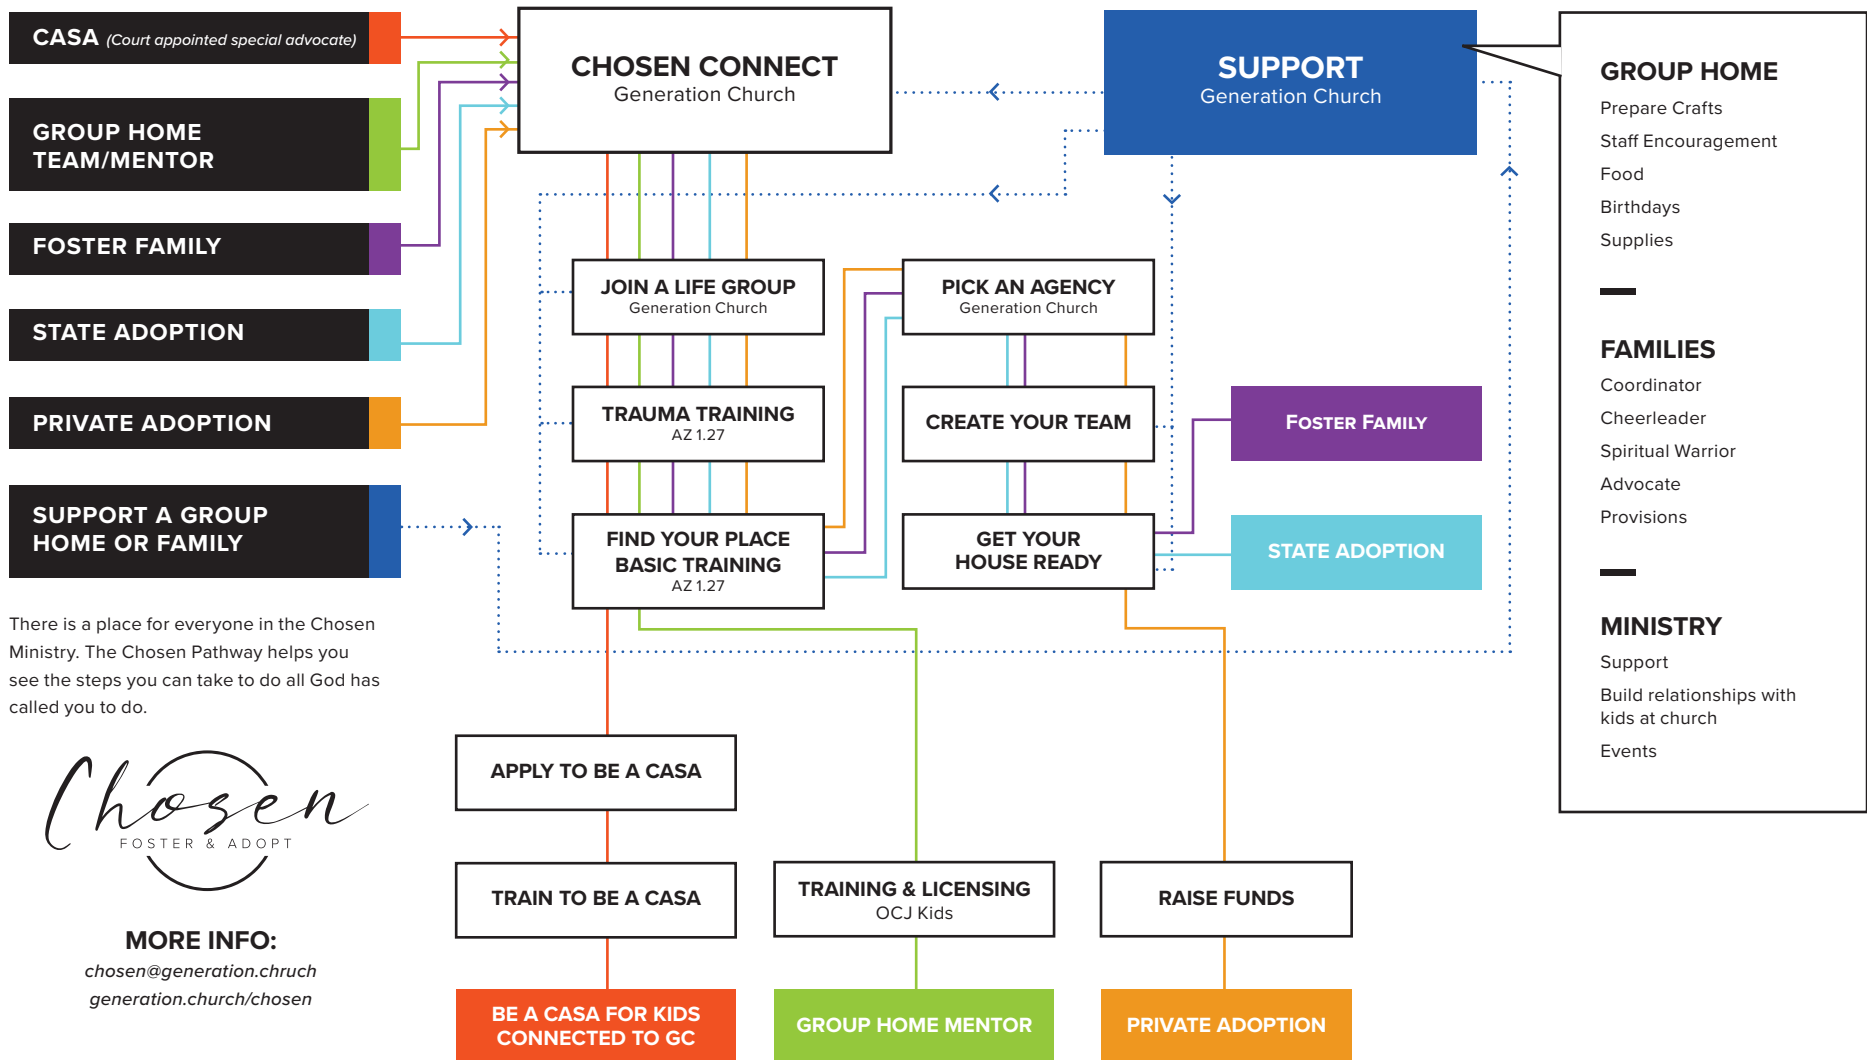 CASA (Court appointed special advocate)
GROUP HOME
TEAM/MENTOR
FOSTER FAMILY
STATE ADOPTION
PRIVATE ADOPTION
SUPPORT A GROUP
HOME OR FAMILY
There is a place for everyone in the Chosen
Ministry. The Chosen Pathway helps you
see the steps you can take to do all God has
called you to do.
Chosen
FOSTER & ADOPT
MORE INFO:
chosen@generation.chruch
generation.church/chosen
CHOSEN CONNECT
Generation Church
SUPPORT
Generation Church
JOIN A LIFE GROUP
Generation Church
PICK AN AGENCY
Generation Church
TRAUMA TRAINING
AZ 1.27
CREATE YOUR TEAM
FOSTER FAMILY
FIND YOUR PLACE
BASIC TRAINING
AZ 1.27
GET YOUR
HOUSE READY
STATE ADOPTION
APPLY TO BE A CASA
TRAIN TO BE A CASA
TRAINING & LICENSING
OCJ Kids
RAISE FUNDS
BE A CASA FOR KIDS
CONNECTED TO GC
GROUP HOME MENTOR
PRIVATE ADOPTION
GROUP HOME
Prepare Crafts
Staff Encouragement
Food
Birthdays
Supplies
FAMILIES
Coordinator
Cheerleader
Spiritual Warrior
Advocate
Provisions
MINISTRY
Support
Build relationships with
kids at church
Events